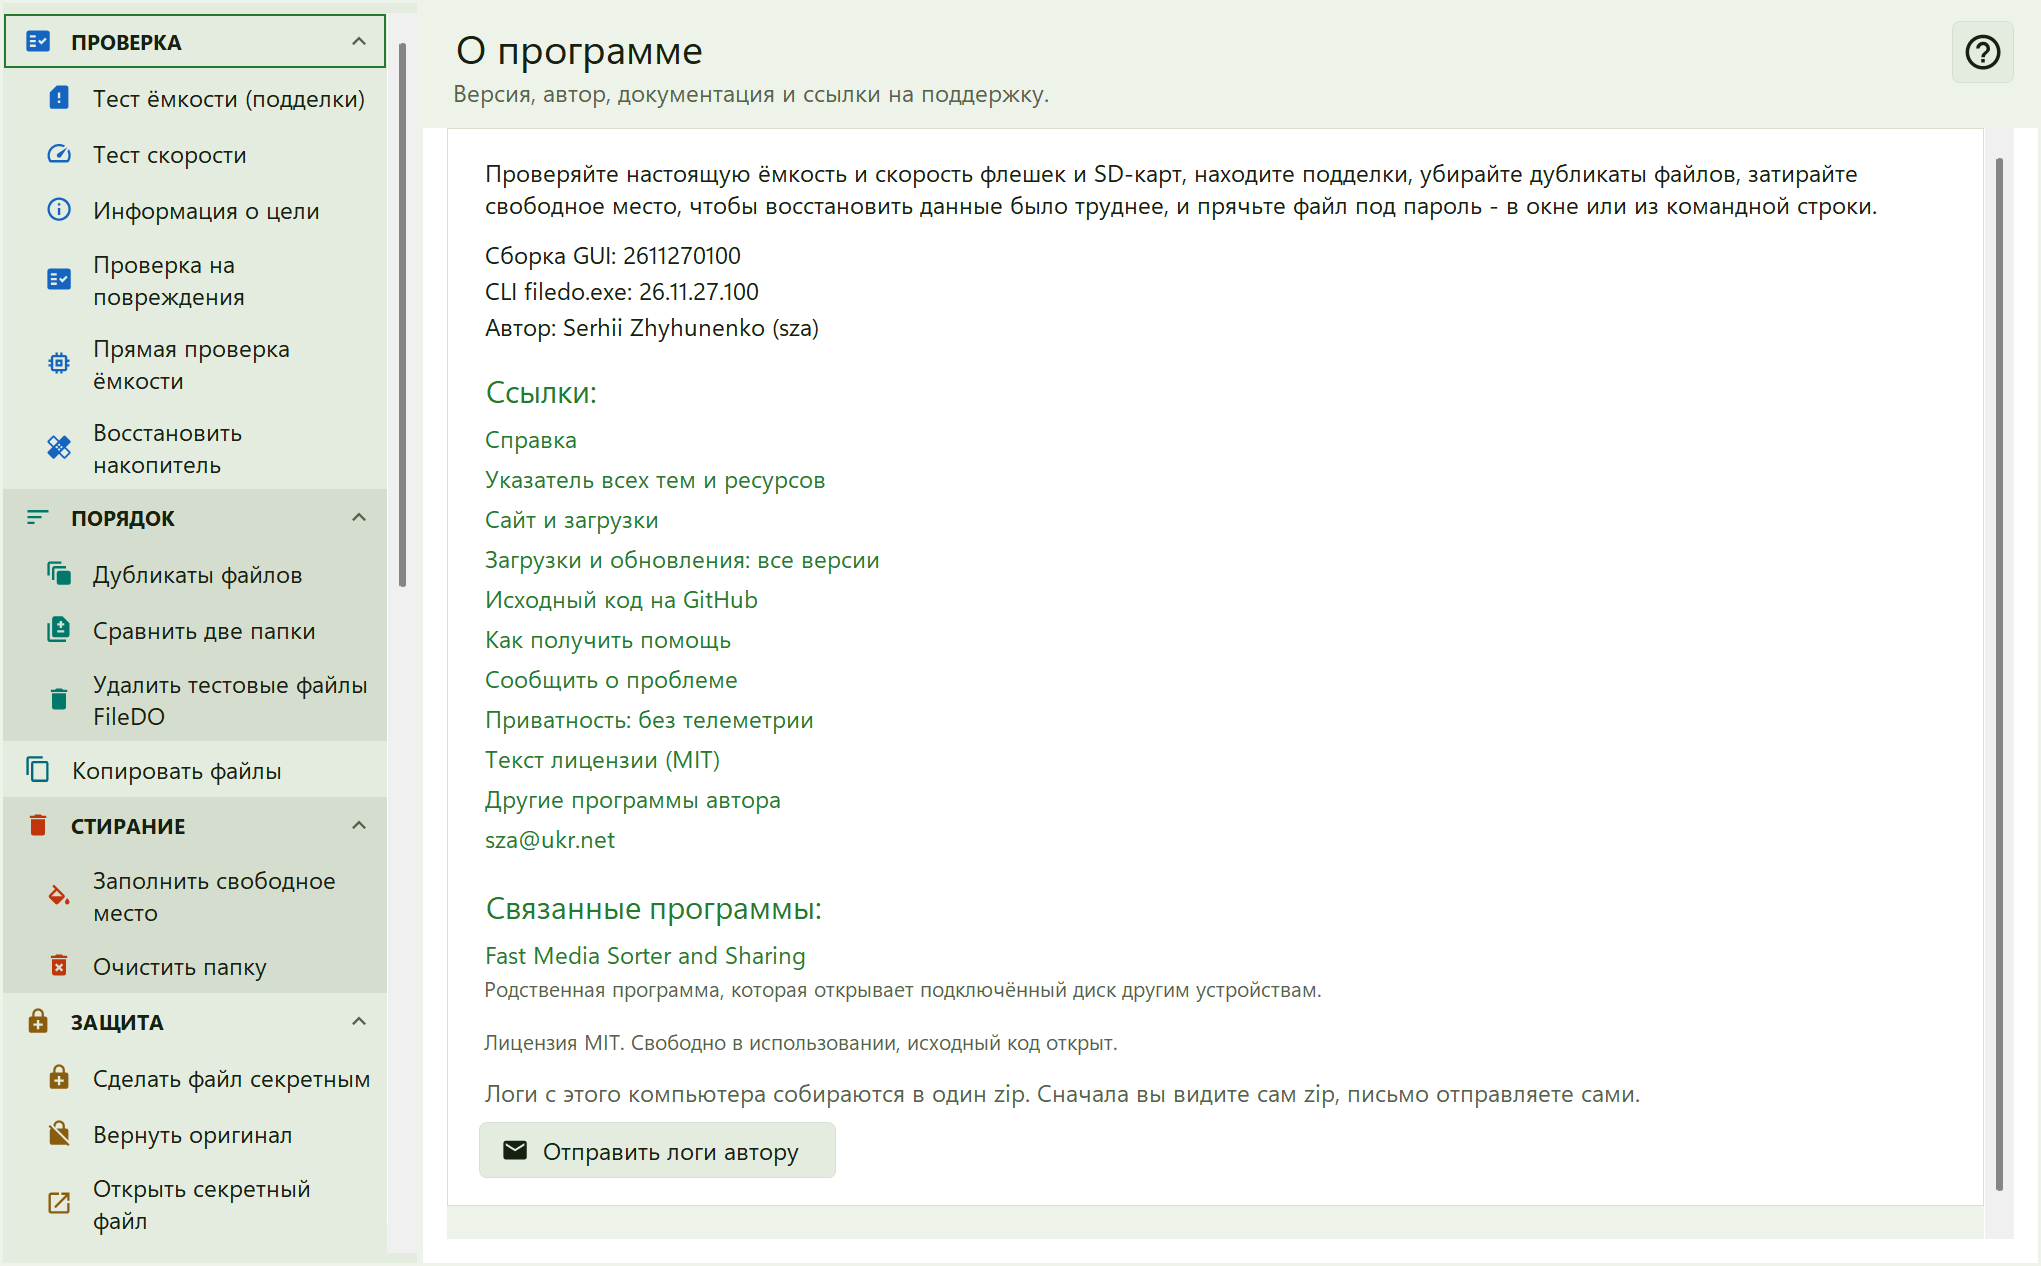 ПРОВЕРКА
Тест ёмкости (подделки)
Тест скорости
Информация о цели
Проверка на
повреждения
Прямая проверка
ёмкости
Восстановить
накопитель
ПОРЯДОК
Дубликаты файлов
Сравнить две папки
Удалить тестовые файлы
FileDO
Копировать файлы
СТИРАНИЕ
Заполнить свободное
место
Очистить папку
ЗАЩИТА
Сделать файл секретным
Вернуть оригинал
Открыть секретный
файл
О программе
Версия, автор, документация и ссылки на поддержку.
Проверяйте настоящую ёмкость и скорость флешек и SD-карт, находите подделки, убирайте дубликаты файлов, затирайте
свободное место, чтобы восстановить данные было труднее, и прячьте файл под пароль - в окне или из командной строки.
Сборка GUI: 2611270100
CLI filedo.exe: 26.11.27.100
Автор: Serhii Zhyhunenko (sza)
Ссылки:
Справка
Указатель всех тем и ресурсов
Сайт и загрузки
Загрузки и обновления: все версии
Исходный код на GitHub
Как получить помощь
Сообщить о проблеме
Приватность: без телеметрии
Текст лицензии (MIT)
Другие программы автора
sza@ukr.net
Связанные программы:
Fast Media Sorter and Sharing
Родственная программа, которая открывает подключённый диск другим устройствам.
Лицензия MIT. Свободно в использовании, исходный код открыт.
Логи с этого компьютера собираются в один zip. Сначала вы видите сам zip, письмо отправляете сами.
Отправить логи автору